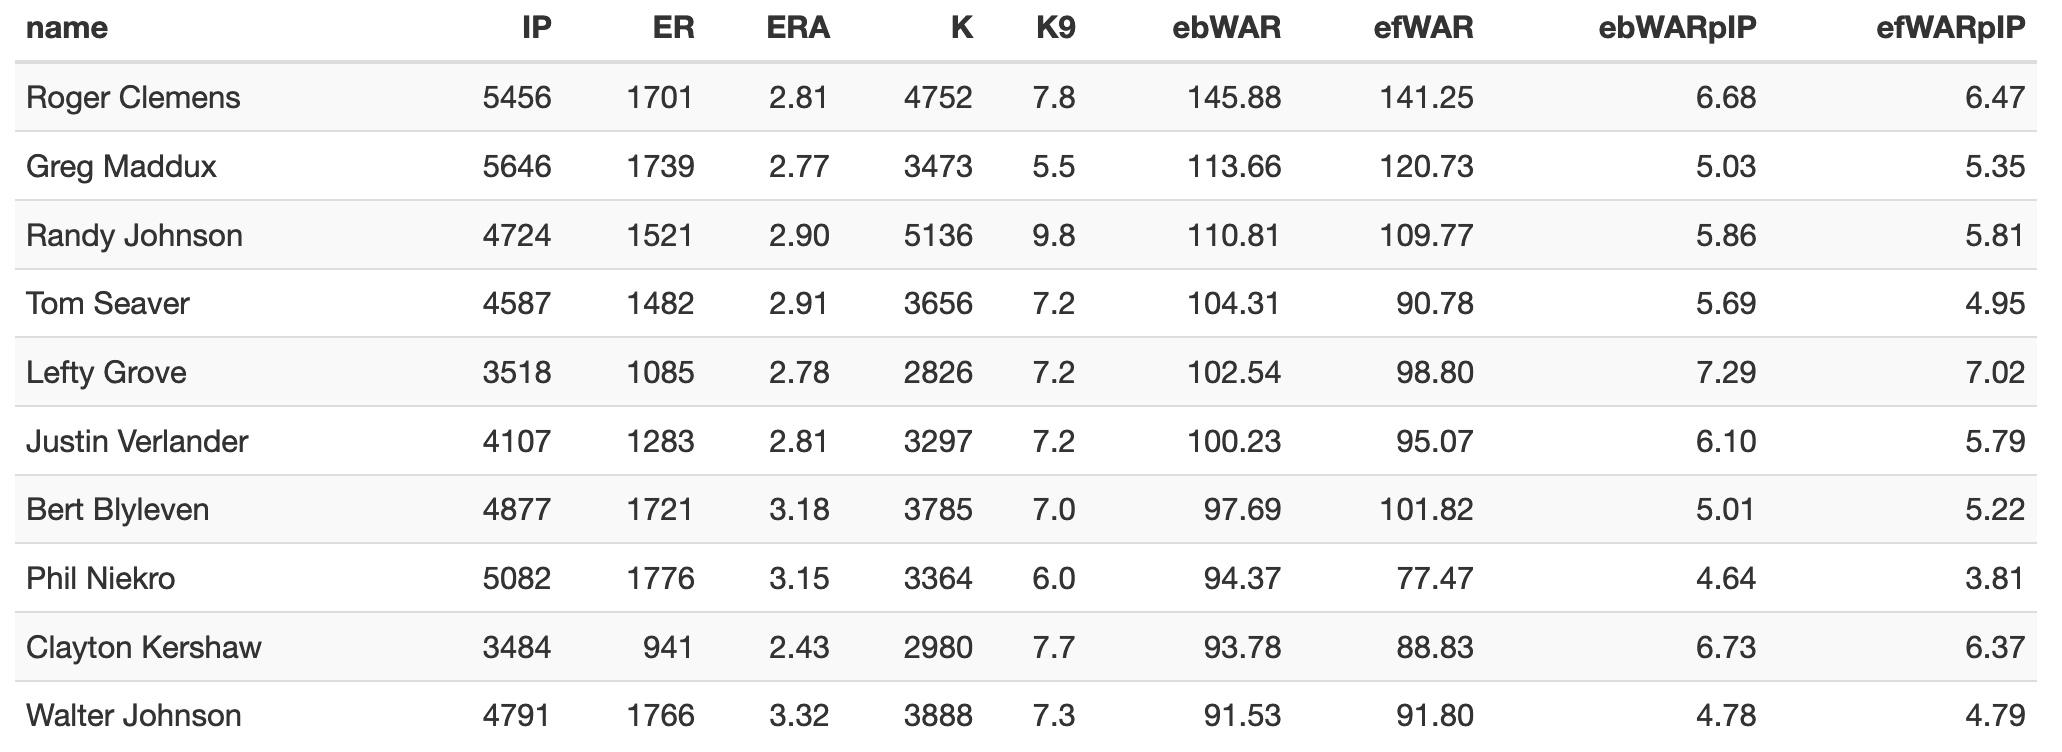 name IP ER ERA K K9 ebWAR efWAR ebWARpIP efWARpIP
Roger Clemens 5456 1701 2.81 4752 7.8 145.88 141.25 6.68 6.47
Greg Maddux 5646 1739 2.77 3473 5.5 113.66 120.73 5.03 5.35
Randy Johnson 4724 1521 2.90 5136 9.8 110.81 109.77 5.86 5.81
Tom Seaver 4587 1482 2.91 3656 7.2 104.31 90.78 5.69 4.95
Lefty Grove 3518 1085 2.78 2826 7.2 102.54 98.80 7.29 7.02
Justin Verlander 4107 1283 2.81 3297 7.2 100.23 95.07 6.10 5.79
Bert Blyleven 4877 1721 3.18 3785 7.0 97.69 101.82 5.01 5.22
Phil Niekro 5082 1776 3.15 3364 6.0 94.37 77.47 4.64 3.81
Clayton Kershaw 3484 941 2.43 2980 7.7 93.78 88.83 6.73 6.37
Walter Johnson 4791 1766 3.32 3888 7.3 91.53 91.80 4.78 4.79